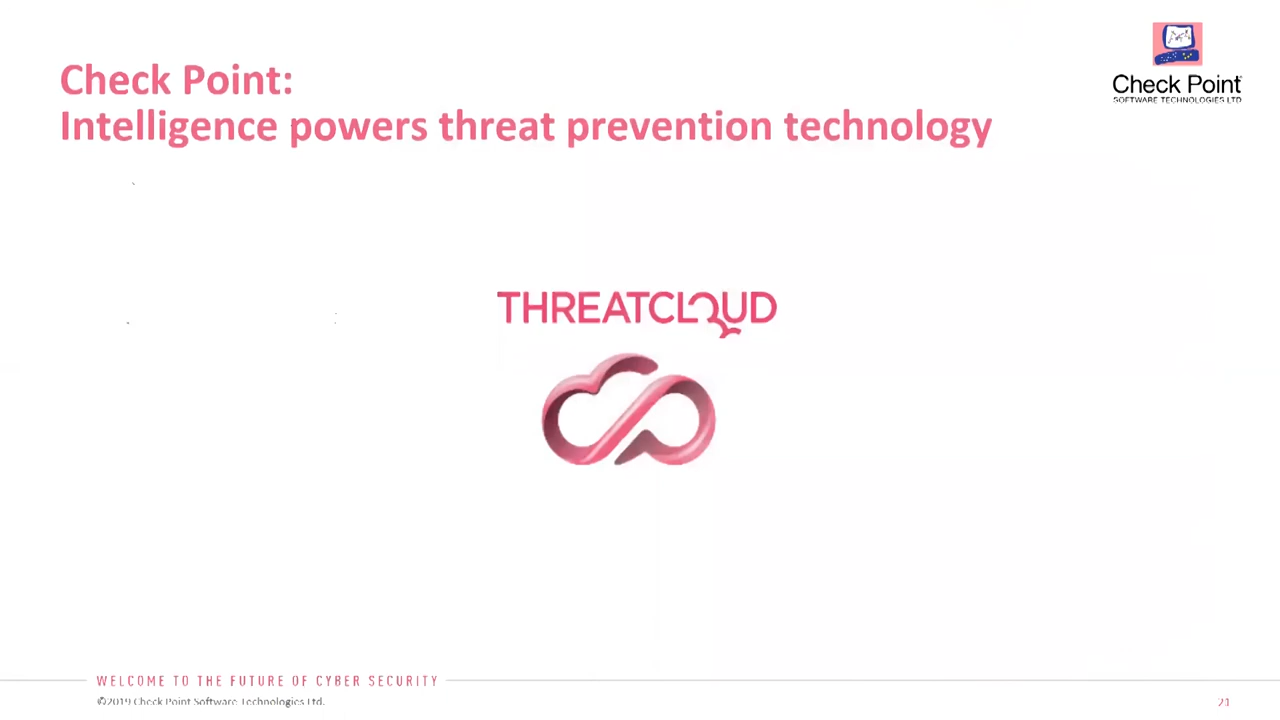 Check Point:
Intelligence powers threat prevention technology
Check Point
SOFTWARE TECHNOLOGIES LTD
THREATCLOUD
WELCOME TO THE FUTURE OF CYBER SECURITY
©2019 Check Point Software Technologies Ltd.
21